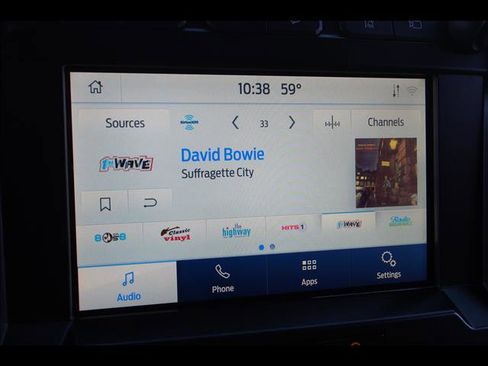 10:38 59°
Sources
SiriusXM
33
Channels
1st WAVE
David Bowie
Suffragette City
Classic vinyl
the highway
HITS 1
1st WAVE
Audio
Phone
Apps
Settings